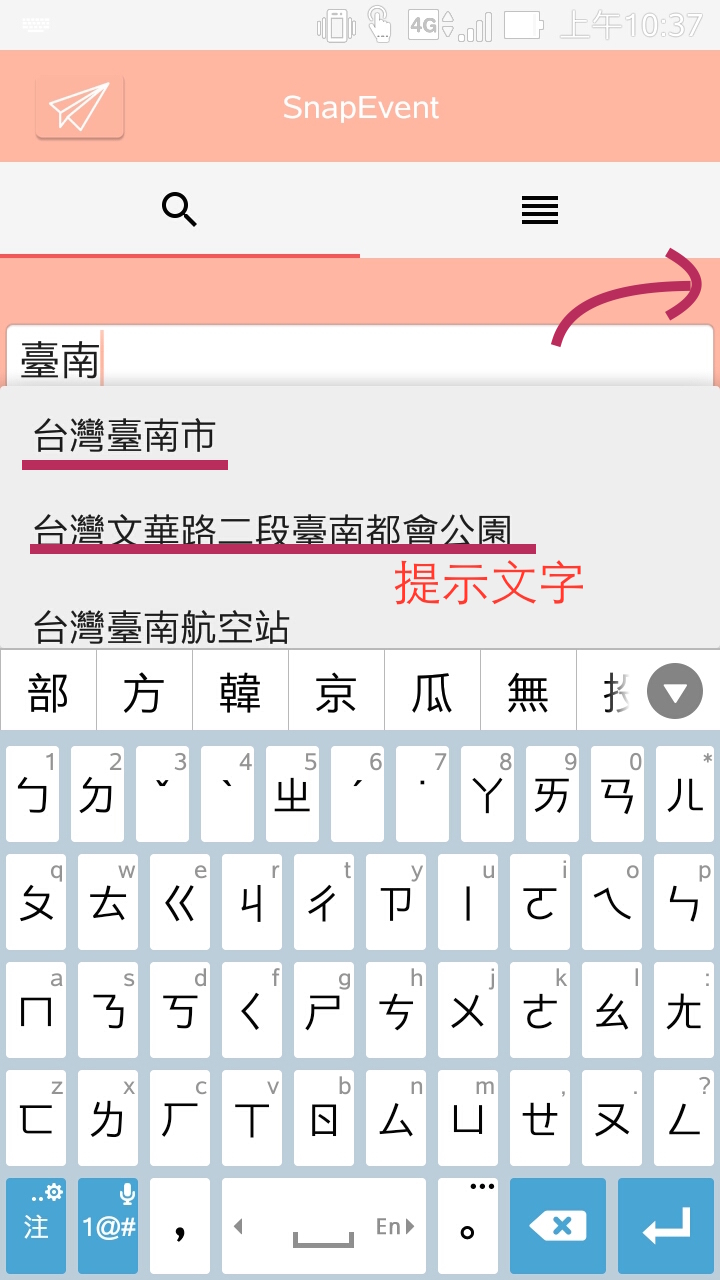 4G 上午10:37
SnapEvent
臺南
台灣臺南市
台灣文華路二段臺南都會公園
提示文字
台灣臺南航空站
部 方 韓 京 瓜 無
1 2 3 4 5 6 7 8 9 0 *
ㄅ ㄉ ˇ ˋ ㄓ ˊ ˙ ㄚ ㄞ ㄢ ㄦ
q w e r t y u i o p
ㄆ ㄊ ㄍ ㄐ ㄔ ㄗ ㄧ ㄛ ㄟ ㄣ
a s d f g h j k l :
ㄇ ㄋ ㄎ ㄑ ㄕ ㄘ ㄨ ㄜ ㄠ ㄤ
z x c v b n m , . ?
ㄈ ㄌ ㄏ ㄒ ㄖ ㄙ ㄩ ㄝ ㄡ ㄥ
注 1@# , En 。